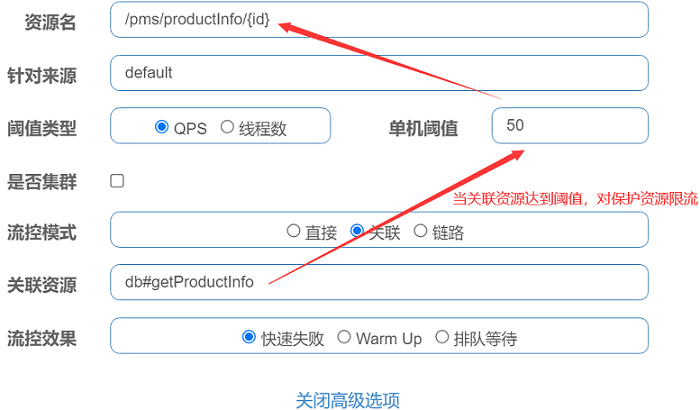 资源名 /pms/productInfo/{id}
针对来源 default
阈值类型 QPS 线程数 单机阈值 50
是否集群
当关联资源达到阈值，对保护资源限流
流控模式 直接 关联 链路
关联资源 db#getProductInfo
流控效果 快速失败 Warm Up 排队等待
关闭高级选项